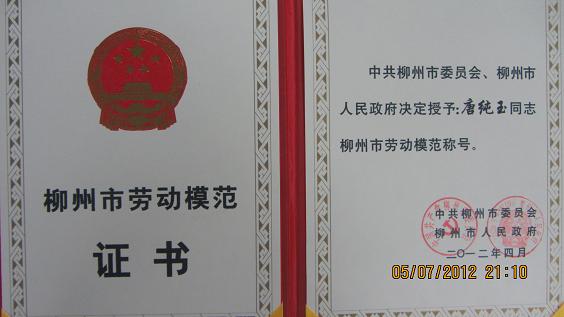 柳州市劳动模范
证书
中共柳州市委员会、柳州市
人民政府决定授予:唐纯玉同志
柳州市劳动模范称号。
中共柳州市委员会
柳州市人民政府
二〇一二年四月
05/07/2012 21:10